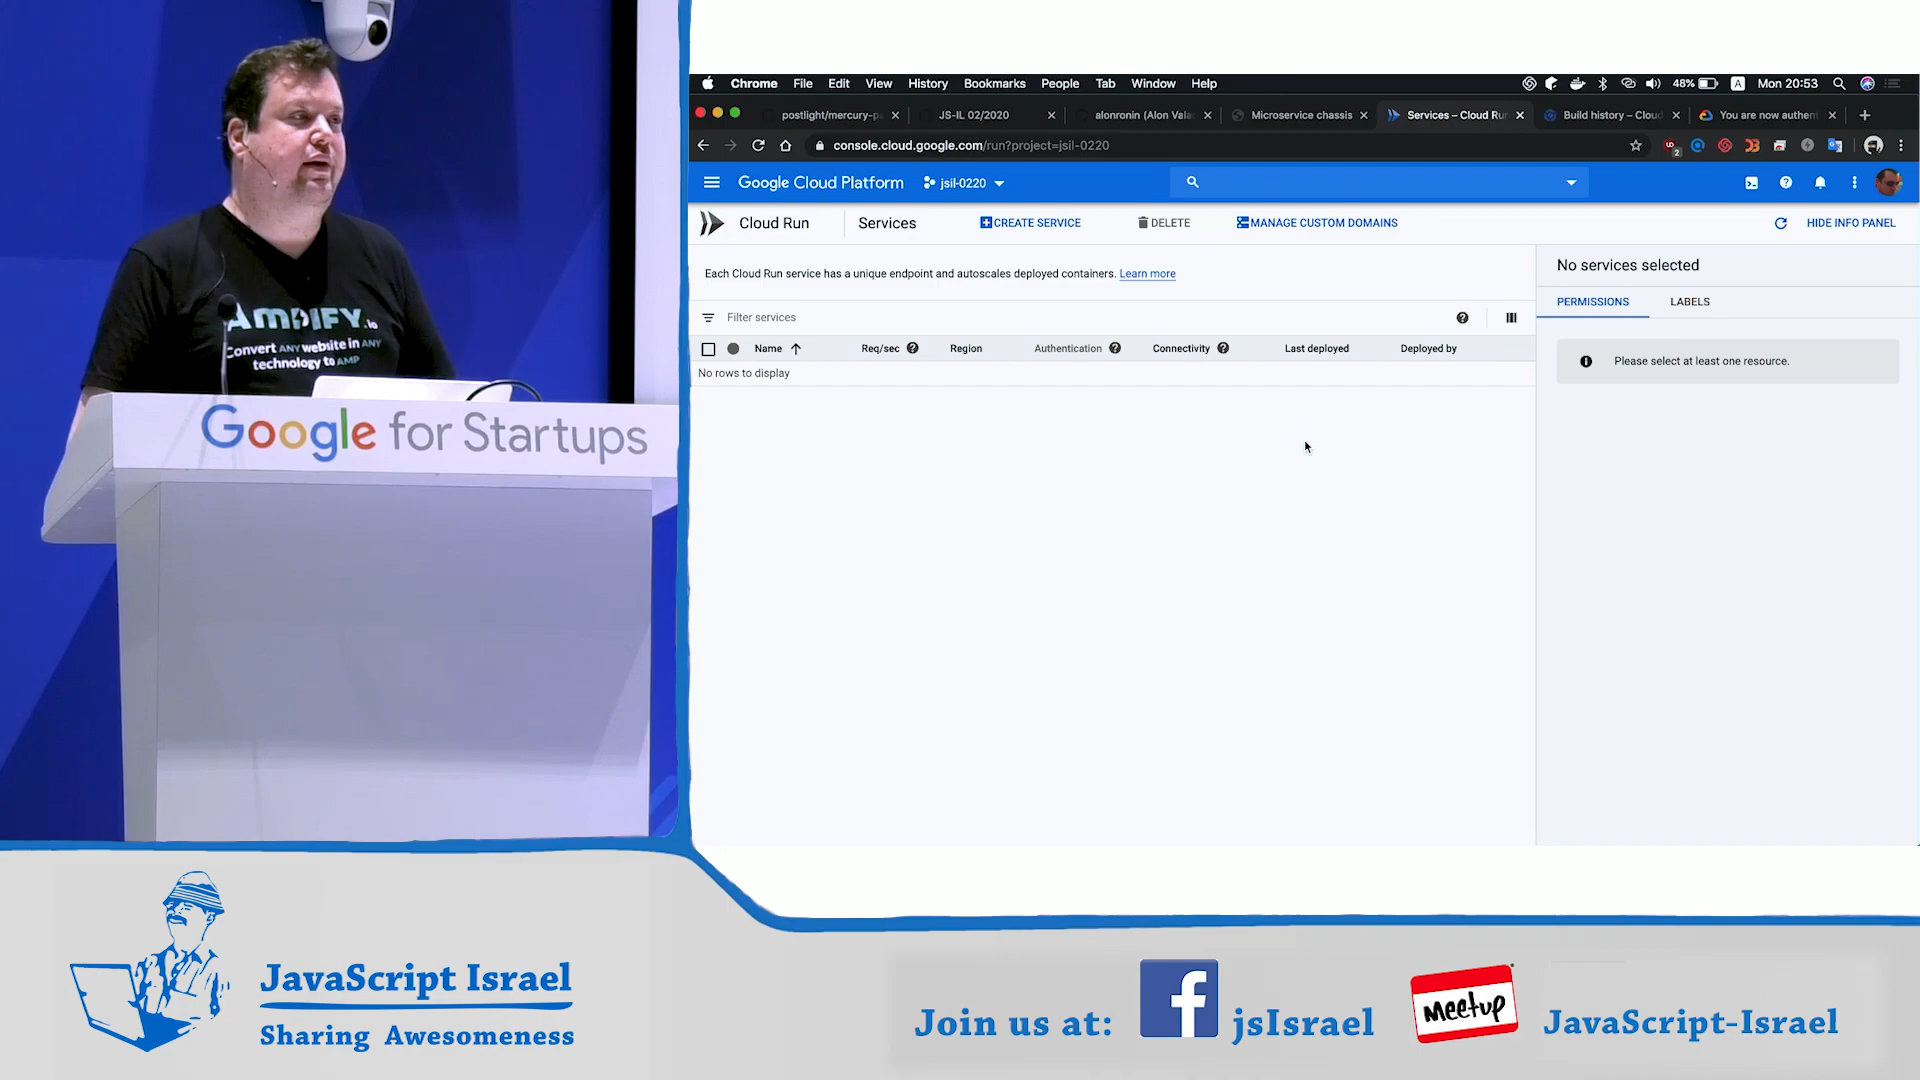 AMPIFY.io
Convert ANY website in ANY
technology to AMP
Google for Startups
Chrome File Edit View History Bookmarks People Tab Window Help
48% A Mon 20:53
postlight/mercury-p
JS-IL 02/2020
alonronin (Alon Vala
Microservice chassis
Services – Cloud Run
Build history – Cloud
You are now authent
console.cloud.google.com/run?project=jsil-0220
2
Google Cloud Platform
jsil-0220
Cloud Run
Services
CREATE SERVICE
DELETE
MANAGE CUSTOM DOMAINS
HIDE INFO PANEL
Each Cloud Run service has a unique endpoint and autoscales deployed containers. Learn more
Filter services
Name Req/sec Region Authentication Connectivity Last deployed Deployed by
No rows to display
No services selected
PERMISSIONS LABELS
Please select at least one resource.
JavaScript Israel
Sharing Awesomeness
Join us at:
f
jsIsrael
Meetup
JavaScript-Israel